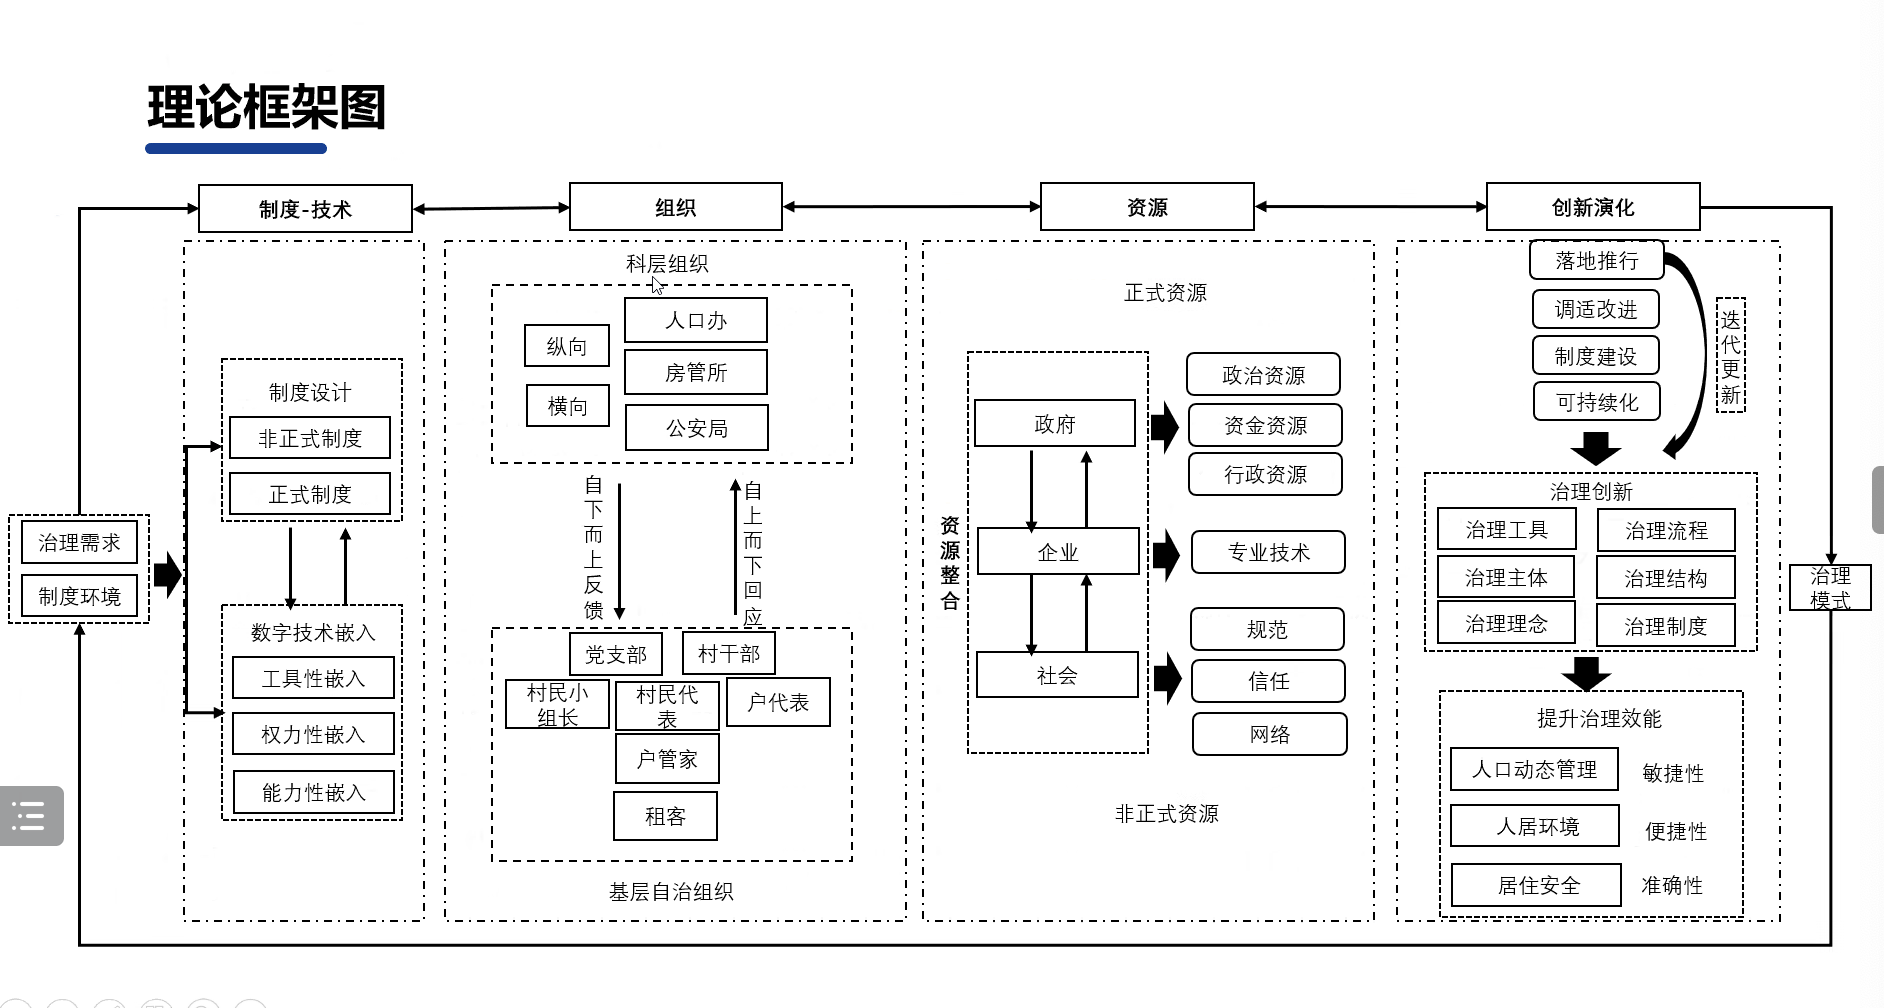 理论框架图
制度-技术
组织
资源
创新演化
治理需求
制度环境
制度设计
非正式制度
正式制度
数字技术嵌入
工具性嵌入
权力性嵌入
能力性嵌入
科层组织
纵向
横向
人口办
房管所
公安局
自
下
而
上
反
馈
自
上
而
下
回
应
党支部
村干部
村民小
组长
村民代
表
户代表
户管家
租客
基层自治组织
正式资源
资
源
整
合
政府
企业
社会
政治资源
资金资源
行政资源
专业技术
规范
信任
网络
非正式资源
落地推行
调适改进
制度建设
可持续化
迭
代
更
新
治理创新
治理工具
治理流程
治理主体
治理结构
治理理念
治理制度
提升治理效能
人口动态管理
敏捷性
人居环境
便捷性
居住安全
准确性
治理
模式